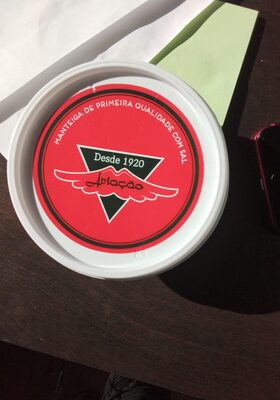 MANTEIGA DE PRIMEIRA QUALIDADE COM SAL
Desde 1920
Aviação